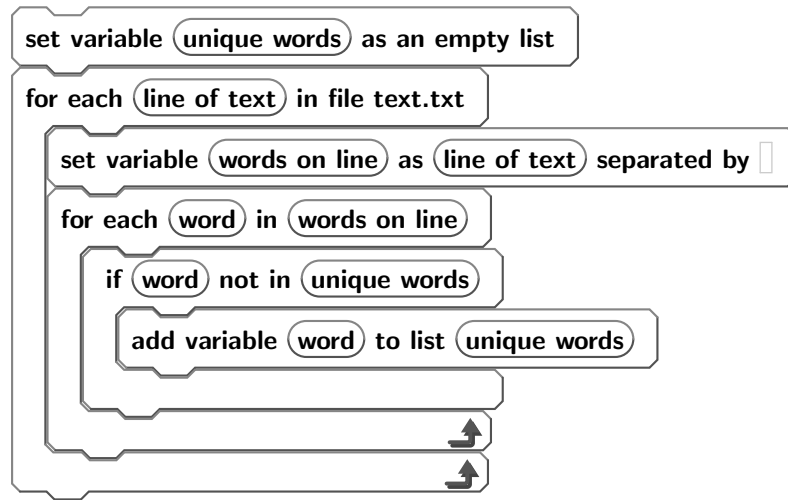 set variable unique words as an empty list
for each line of text in file text.txt
set variable words on line as line of text separated by
for each word in words on line
if word not in unique words
add variable word to list unique words